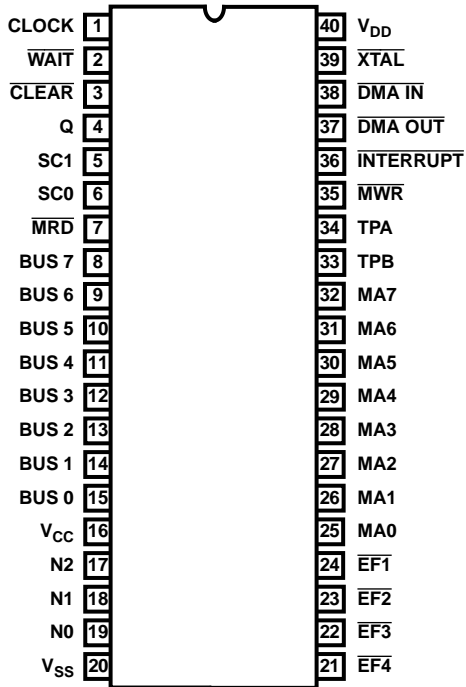 CLOCK 1 40 VDD
WAIT 2 39 XTAL
CLEAR 3 38 DMA IN
Q 4 37 DMA OUT
SC1 5 36 INTERRUPT
SC0 6 35 MWR
MRD 7 34 TPA
BUS 7 8 33 TPB
BUS 6 9 32 MA7
BUS 5 10 31 MA6
BUS 4 11 30 MA5
BUS 3 12 29 MA4
BUS 2 13 28 MA3
BUS 1 14 27 MA2
BUS 0 15 26 MA1
VCC 16 25 MA0
N2 17 24 EF1
N1 18 23 EF2
N0 19 22 EF3
VSS 20 21 EF4